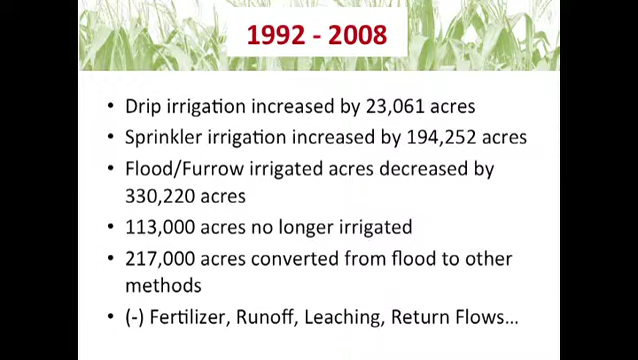 1992 - 2008
• Drip irrigation increased by 23,061 acres
• Sprinkler irrigation increased by 194,252 acres
• Flood/Furrow irrigated acres decreased by
330,220 acres
• 113,000 acres no longer irrigated
• 217,000 acres converted from flood to other
methods
• (-) Fertilizer, Runoff, Leaching, Return Flows…